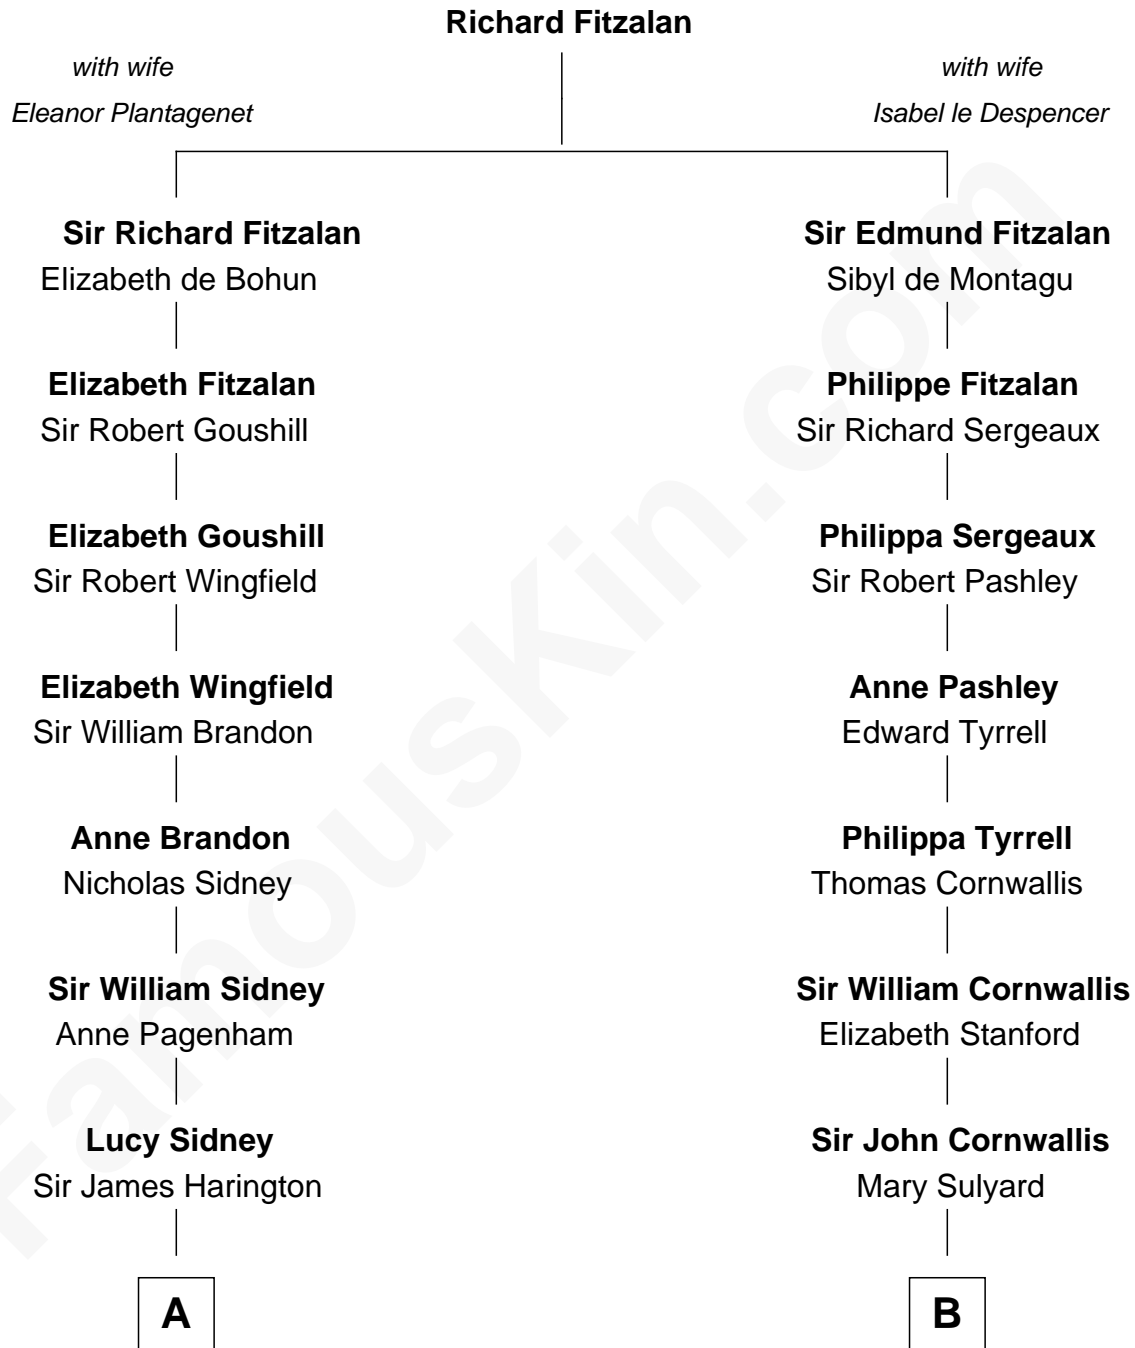 Richard Fitzalan
with wife
Eleanor Plantagenet
with wife
Isabel le Despencer
Sir Richard Fitzalan
Elizabeth de Bohun
Sir Edmund Fitzalan
Sibyl de Montagu
Elizabeth Fitzalan
Sir Robert Goushill
Philippe Fitzalan
Sir Richard Sergeaux
Elizabeth Goushill
Sir Robert Wingfield
Philippa Sergeaux
Sir Robert Pashley
Elizabeth Wingfield
Sir William Brandon
Anne Pashley
Edward Tyrrell
Anne Brandon
Nicholas Sidney
Philippa Tyrrell
Thomas Cornwallis
Sir William Sidney
Anne Pagenham
Sir William Cornwallis
Elizabeth Stanford
Lucy Sidney
Sir James Harington
Sir John Cornwallis
Mary Sulyard
A
B
FamousKin.com